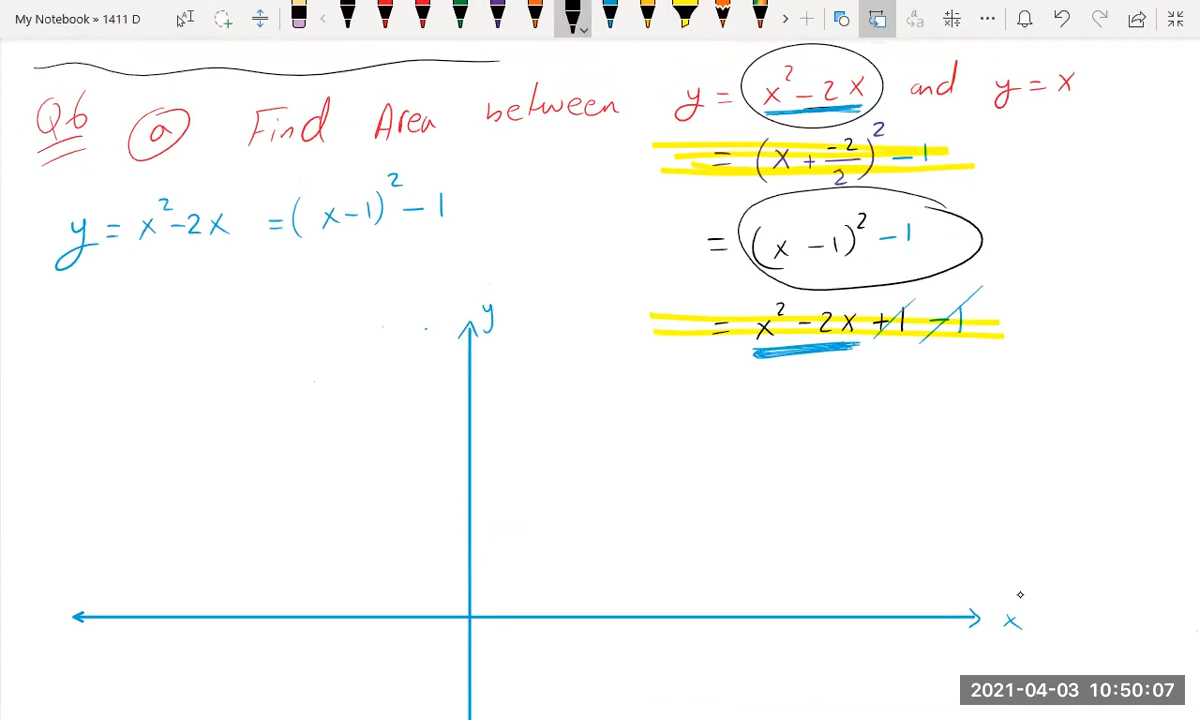 My Notebook » 1411 D
Q6 (a) Find Area between y = x² - 2x and y = x
= (x + -2/2)² - 1
y = x² - 2x = (x - 1)² - 1
= (x - 1)² - 1
= x² - 2x + 1 - 1
y
x
2021-04-03 10:50:07